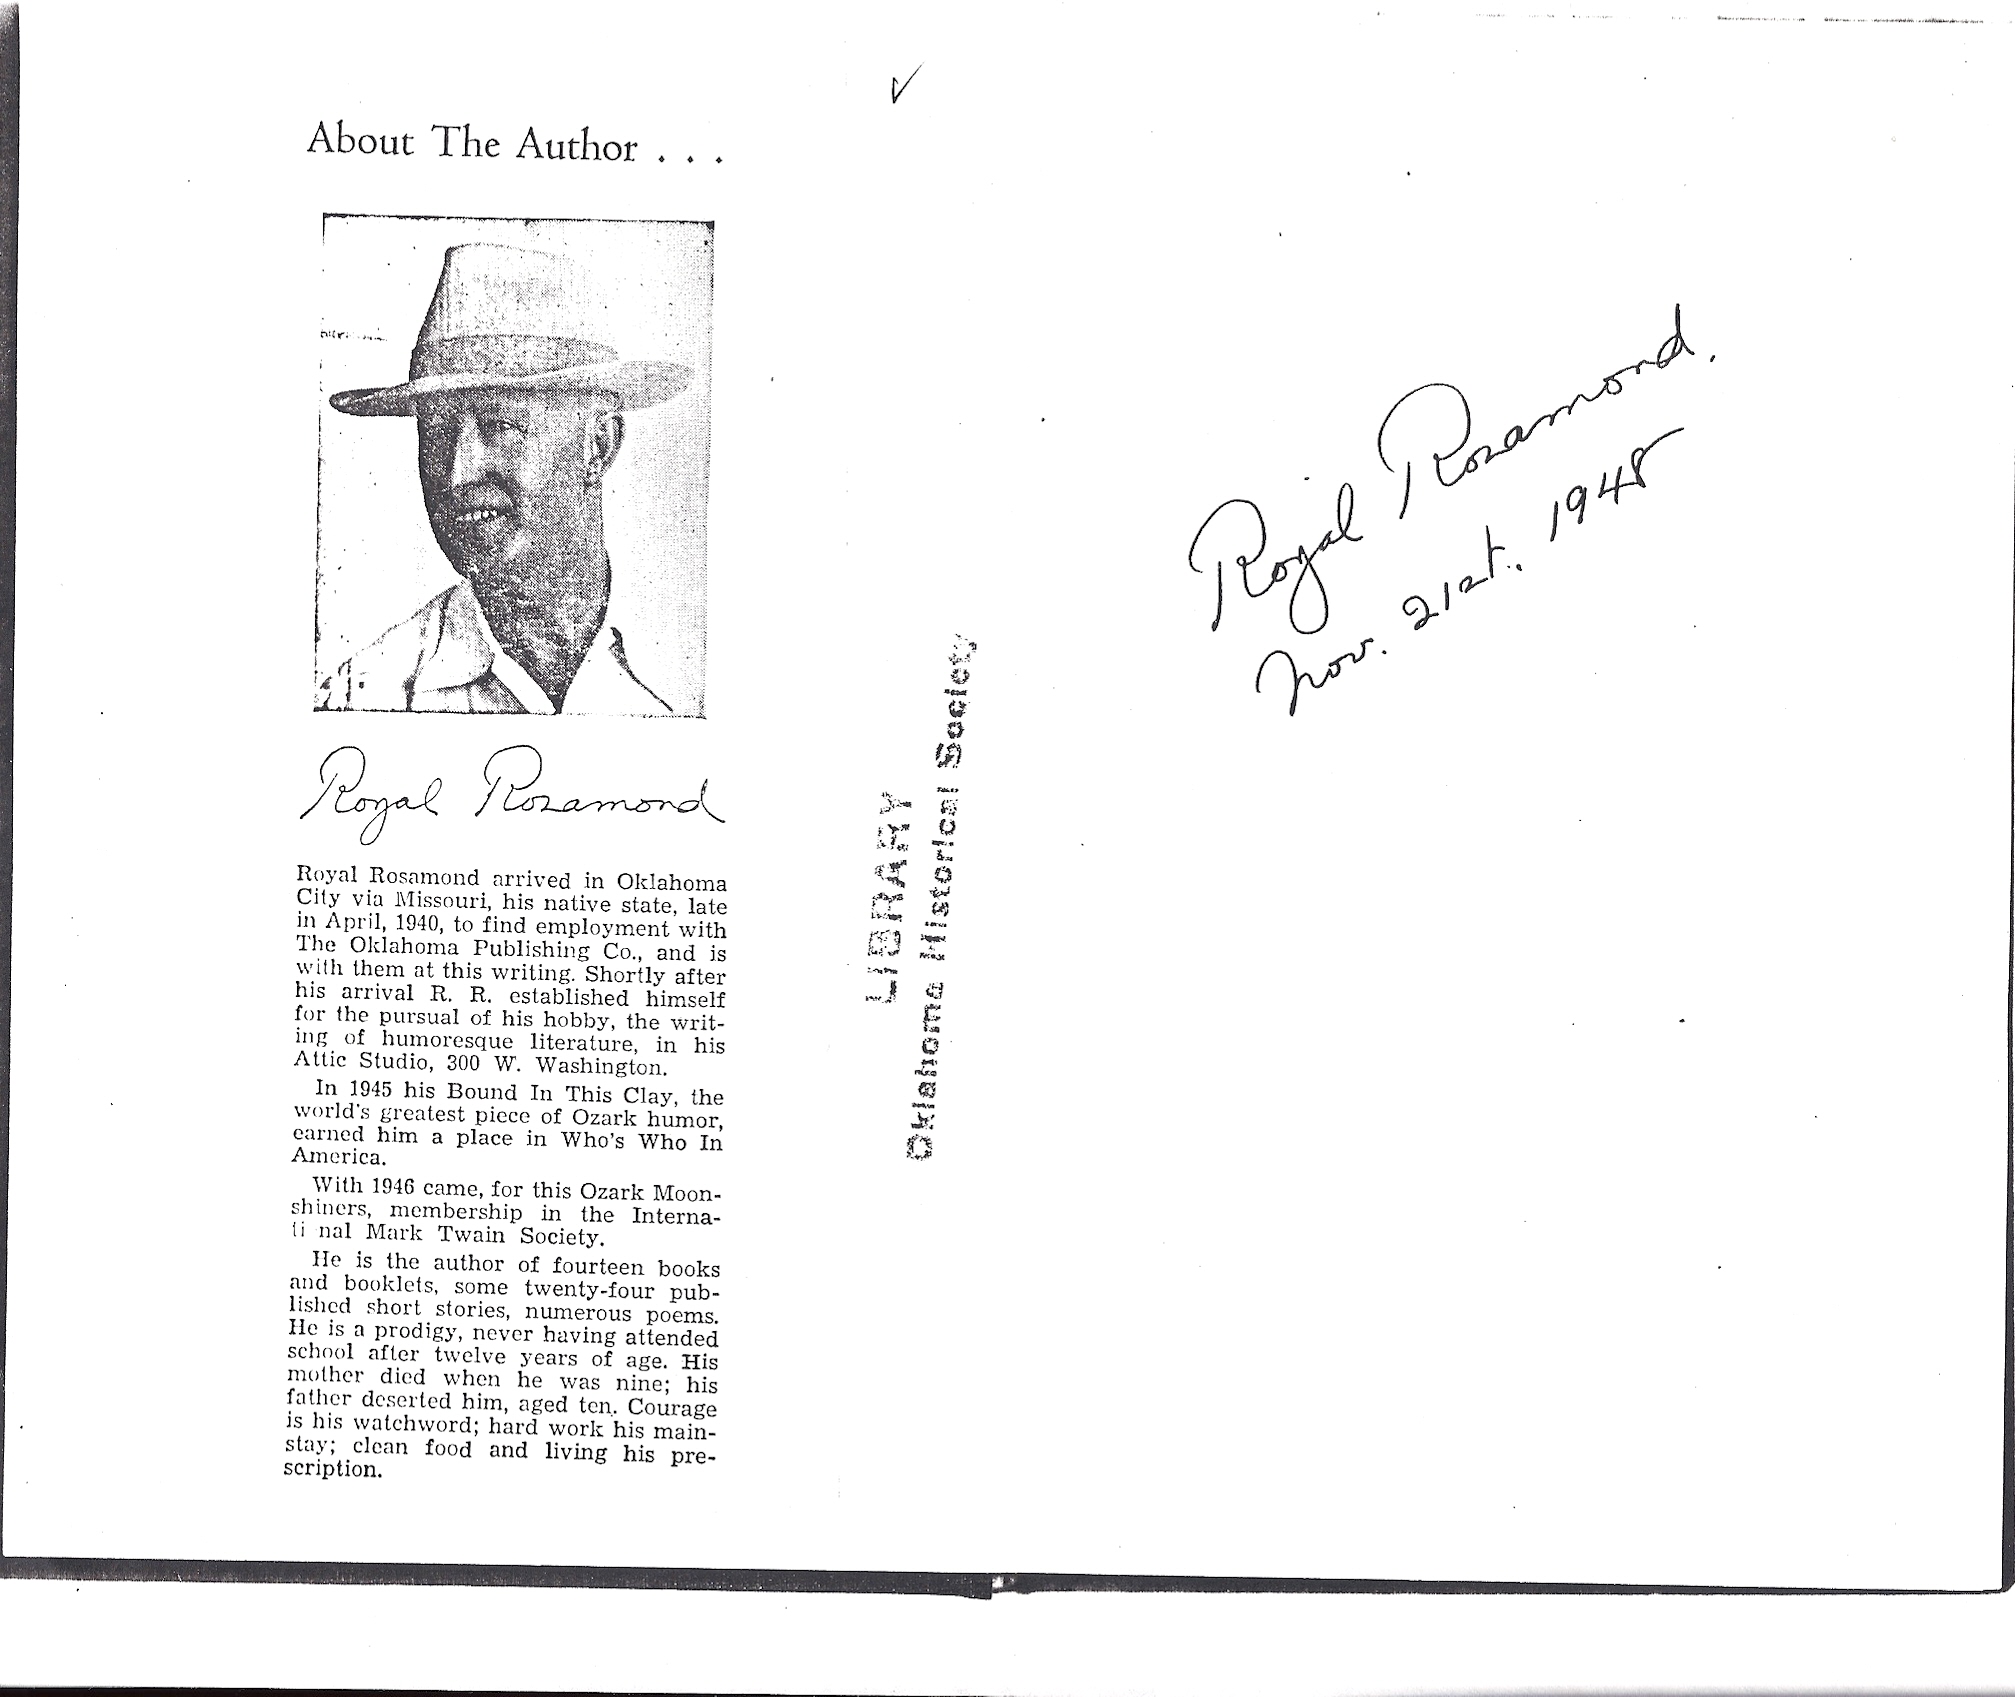 About The Author . . .
Royal Rosamond
Royal Rosamond arrived in Oklahoma
City via Missouri, his native state, late
in April, 1940, to find employment with
The Oklahoma Publishing Co., and is
with them at this writing. Shortly after
his arrival R. R. established himself
for the pursual of his hobby, the writ-
ing of humoresque literature, in his
Attic Studio, 300 W. Washington.
In 1945 his Bound In This Clay, the
world's greatest piece of Ozark humor,
earned him a place in Who's Who In
America.
With 1946 came, for this Ozark Moon-
shiners, membership in the Interna-
ti nal Mark Twain Society.
He is the author of fourteen books
and booklets, some twenty-four pub-
lished short stories, numerous poems.
He is a prodigy, never having attended
school after twelve years of age. His
mother died when he was nine; his
father deserted him, aged ten. Courage
is his watchword; hard work his main-
stay; clean food and living his pre-
scription.
LIBRARY
Oklahoma Historical Society
Royal Rosamond.
Nov. 21st. 1948